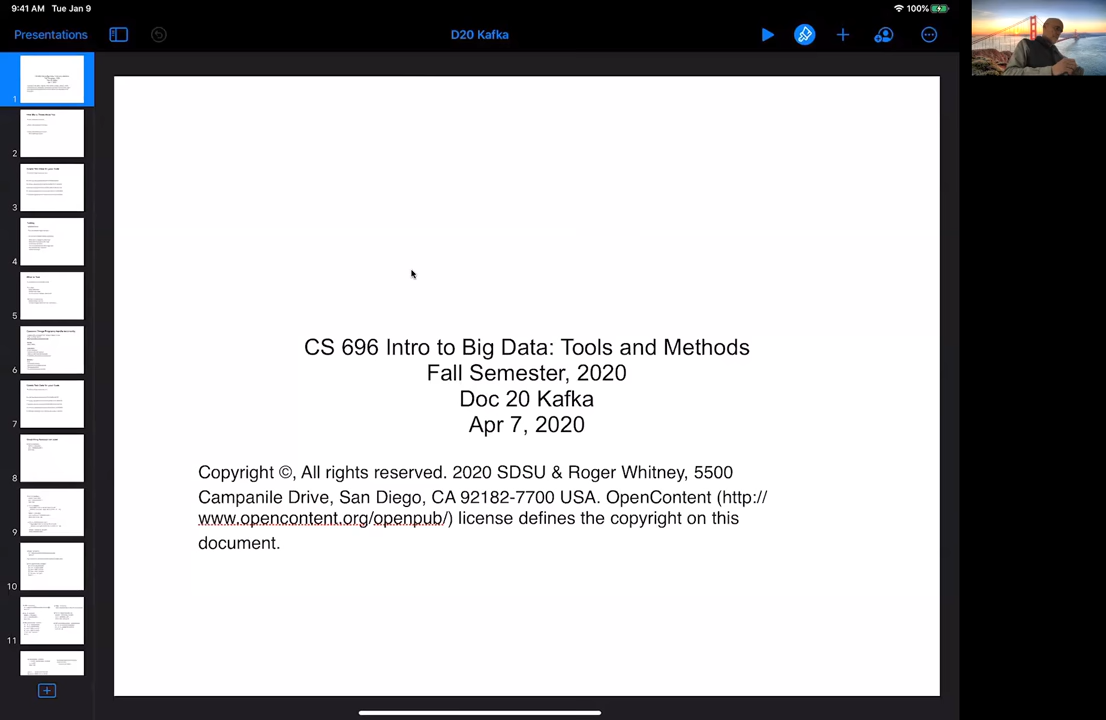 9:41 AM Tue Jan 9
100%
Presentations
D20 Kafka
1
2
3
4
5
6
7
8
9
10
11
CS 696 Intro to Big Data: Tools and Methods
Fall Semester, 2020
Doc 20 Kafka
Apr 7, 2020
Copyright ©, All rights reserved. 2020 SDSU & Roger Whitney, 5500
Campanile Drive, San Diego, CA 92182-7700 USA. OpenContent (http://
www.opencontent.org/openpub/) license defines the copyright on this
document.